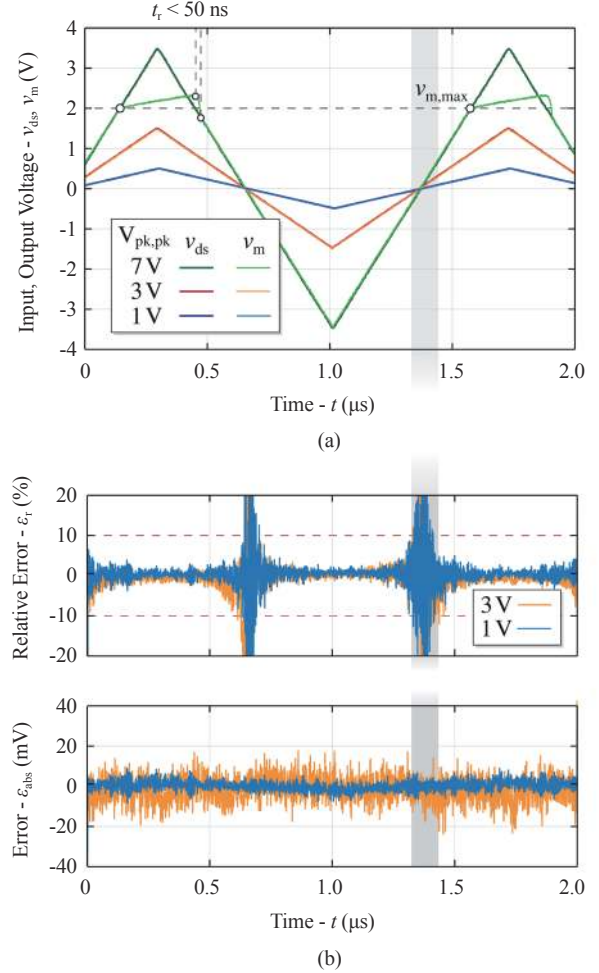 t_r < 50 ns
Input, Output Voltage - v_ds, v_m (V)
4
3
2
1
0
-1
-2
-3
-4
v_m,max
V_pk,pk v_ds v_m
7 V
3 V
1 V
0 0.5 1.0 1.5 2.0
Time - t (µs)
(a)
Relative Error - ε_r (%)
20
10
0
-10
-20
3 V
1 V
Error - ε_abs (mV)
40
20
0
-20
-40
0 0.5 1.0 1.5 2.0
Time - t (µs)
(b)